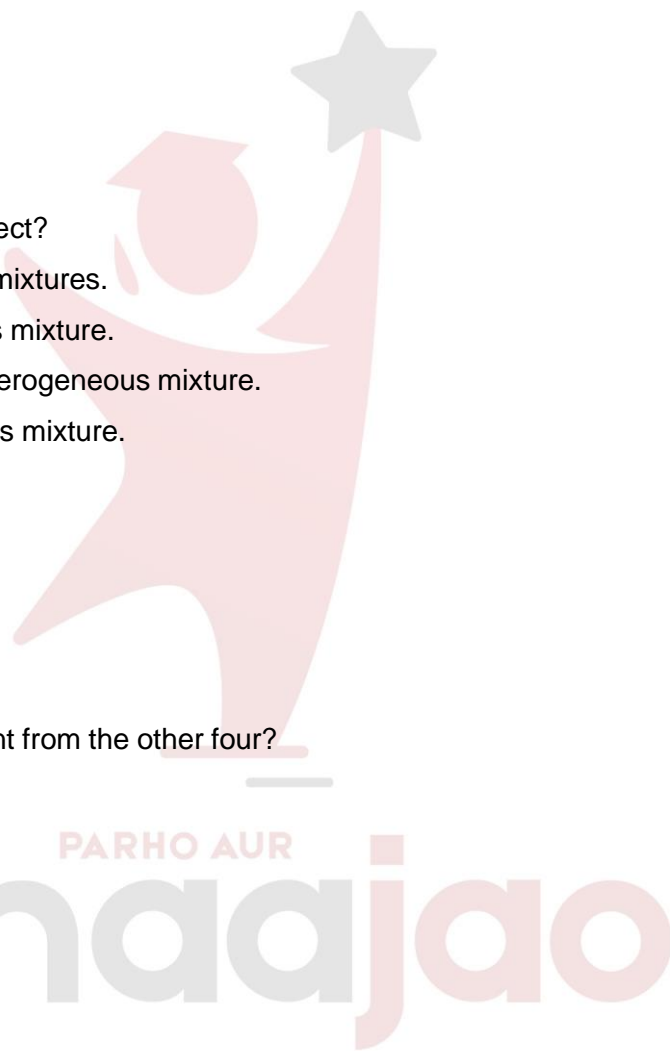 ect?
mixtures.
s mixture.
erogeneous mixture.
s mixture.
nt from the other four?
PARHO AUR
naajao